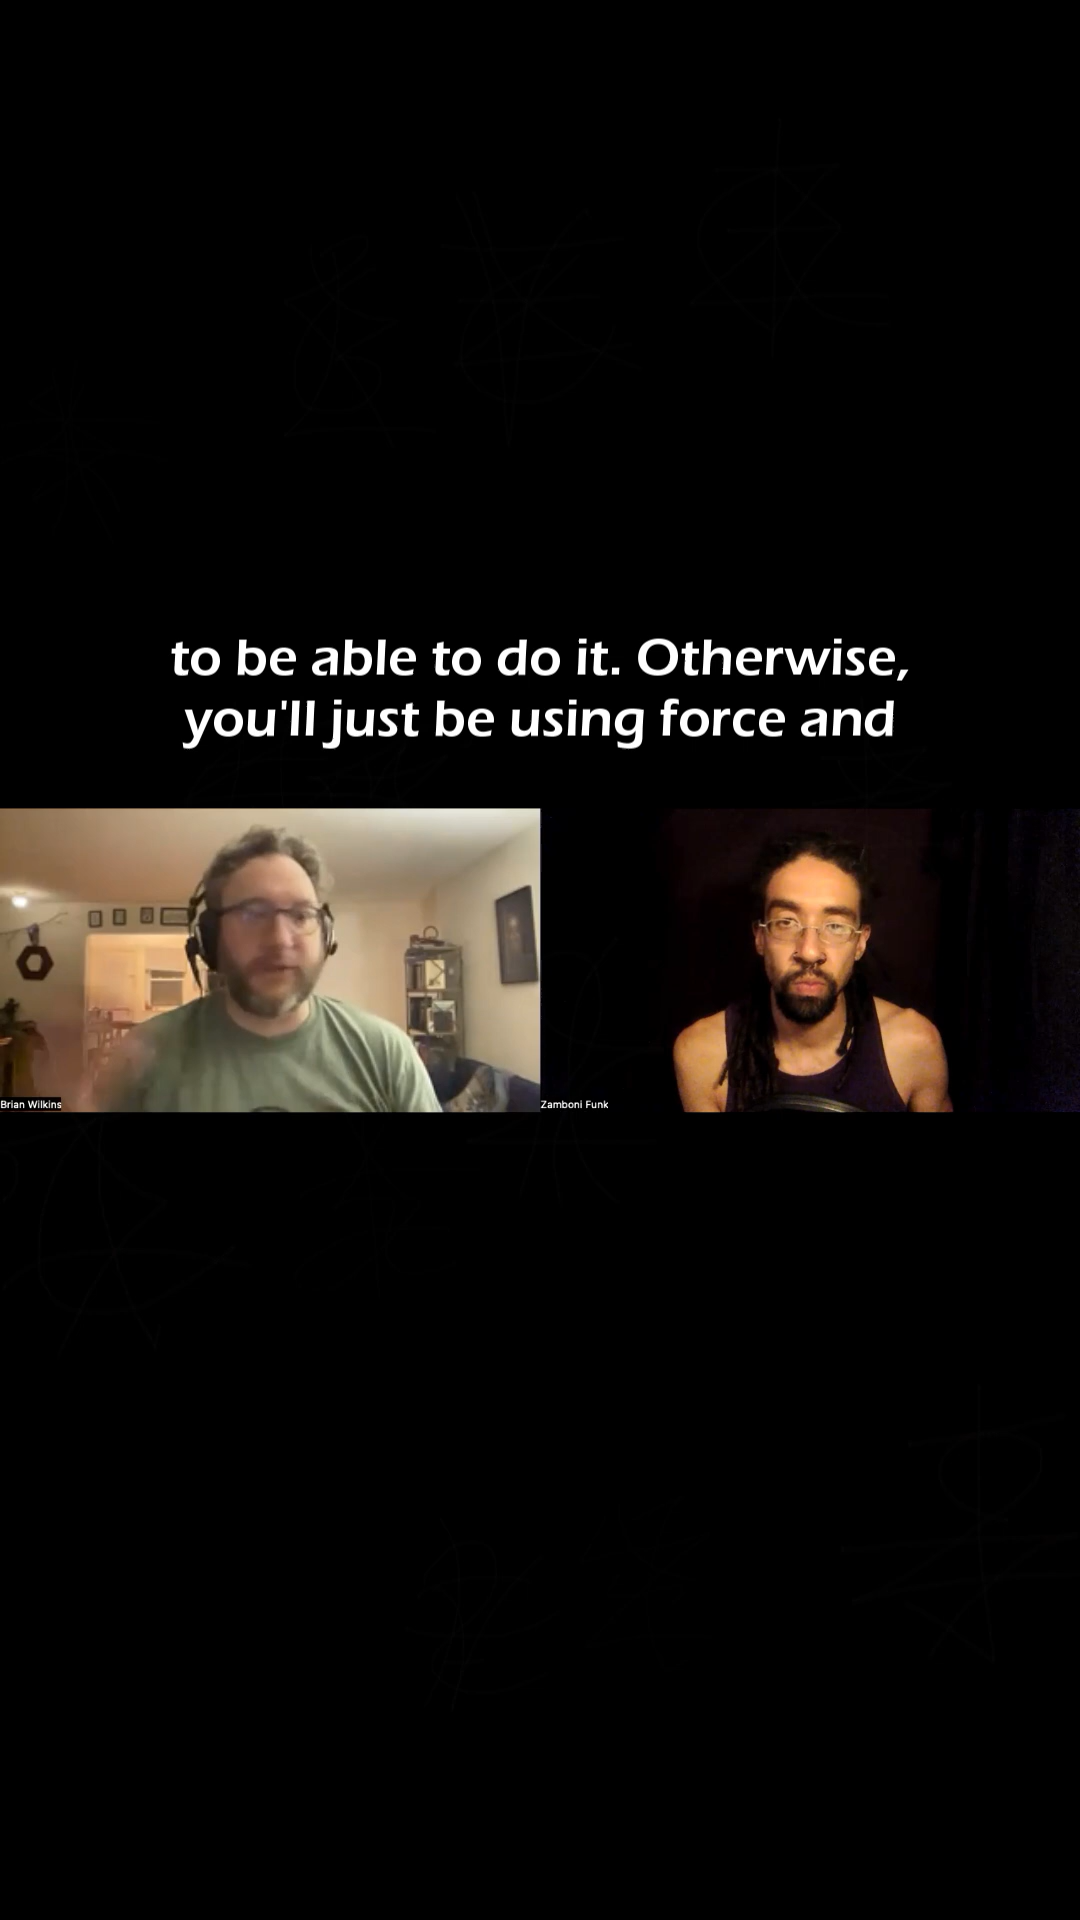 to be able to do it. Otherwise,
you'll just be using force and
Brian Wilkins
Zamboni Funk